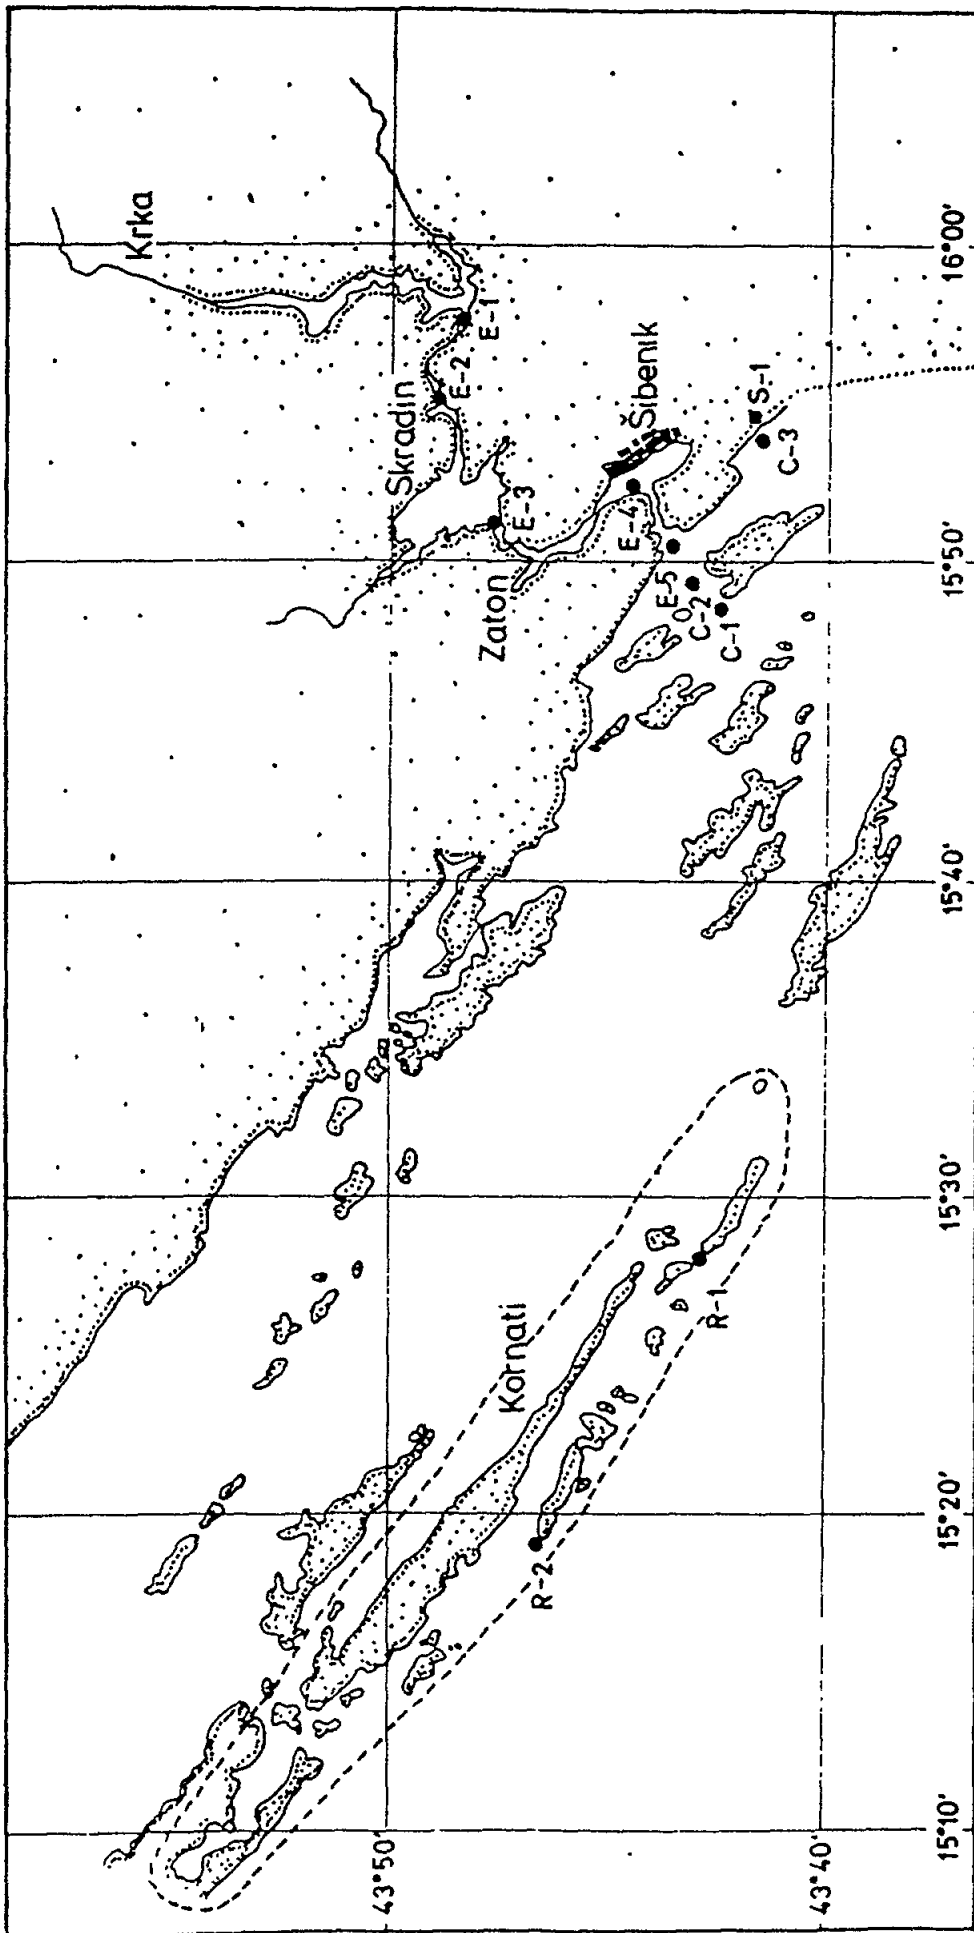 Krka
Skradin
E-2
E-1
E-3
Zaton
Šibenik
E-4
E-5
C-2
C-1
S-1
C-3
Kornati
R-1
R-2
43°50'
43°40'
15°10'
15°20'
15°30'
15°40'
15°50'
16°00'